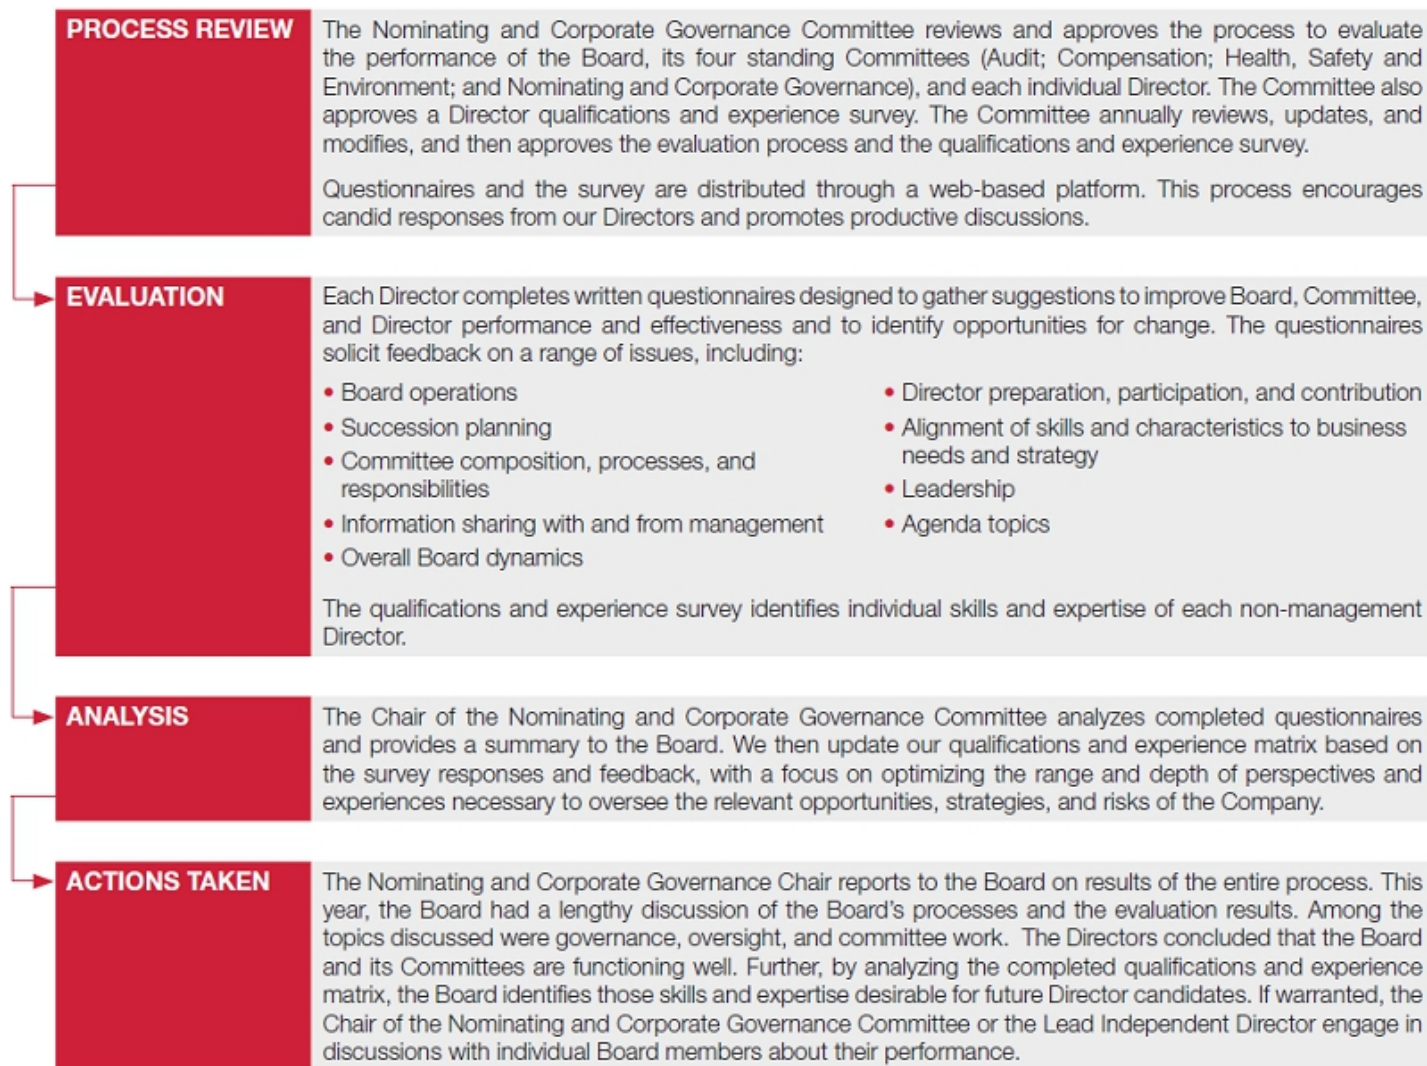 PROCESS REVIEW
The Nominating and Corporate Governance Committee reviews and approves the process to evaluate
the performance of the Board, its four standing Committees (Audit; Compensation; Health, Safety and
Environment; and Nominating and Corporate Governance), and each individual Director. The Committee also
approves a Director qualifications and experience survey. The Committee annually reviews, updates, and
modifies, and then approves the evaluation process and the qualifications and experience survey.
Questionnaires and the survey are distributed through a web-based platform. This process encourages
candid responses from our Directors and promotes productive discussions.
EVALUATION
Each Director completes written questionnaires designed to gather suggestions to improve Board, Committee,
and Director performance and effectiveness and to identify opportunities for change. The questionnaires
solicit feedback on a range of issues, including:
• Board operations
• Succession planning
• Committee composition, processes, and
responsibilities
• Information sharing with and from management
• Overall Board dynamics
• Director preparation, participation, and contribution
• Alignment of skills and characteristics to business
needs and strategy
• Leadership
• Agenda topics
The qualifications and experience survey identifies individual skills and expertise of each non-management
Director.
ANALYSIS
The Chair of the Nominating and Corporate Governance Committee analyzes completed questionnaires
and provides a summary to the Board. We then update our qualifications and experience matrix based on
the survey responses and feedback, with a focus on optimizing the range and depth of perspectives and
experiences necessary to oversee the relevant opportunities, strategies, and risks of the Company.
ACTIONS TAKEN
The Nominating and Corporate Governance Chair reports to the Board on results of the entire process. This
year, the Board had a lengthy discussion of the Board's processes and the evaluation results. Among the
topics discussed were governance, oversight, and committee work. The Directors concluded that the Board
and its Committees are functioning well. Further, by analyzing the completed qualifications and experience
matrix, the Board identifies those skills and expertise desirable for future Director candidates. If warranted, the
Chair of the Nominating and Corporate Governance Committee or the Lead Independent Director engage in
discussions with individual Board members about their performance.